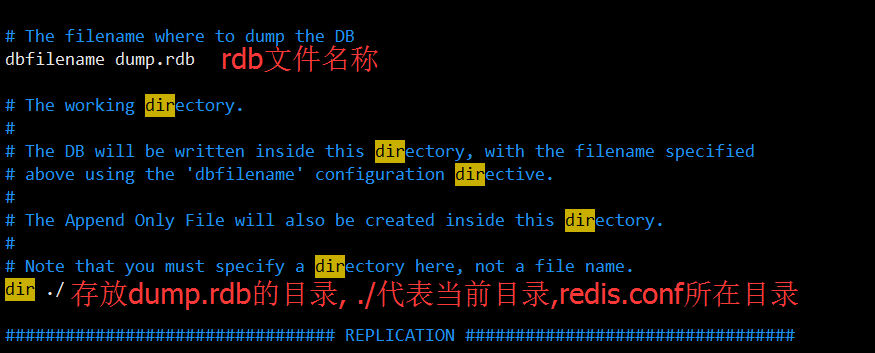 # The filename where to dump the DB
dbfilename dump.rdb rdb文件名称
# The working directory.
#
# The DB will be written inside this directory, with the filename specified
# above using the 'dbfilename' configuration directive.
#
# The Append Only File will also be created inside this directory.
#
# Note that you must specify a directory here, not a file name.
dir ./ 存放dump.rdb的目录, ./代表当前目录,redis.conf所在目录
################################# REPLICATION #################################